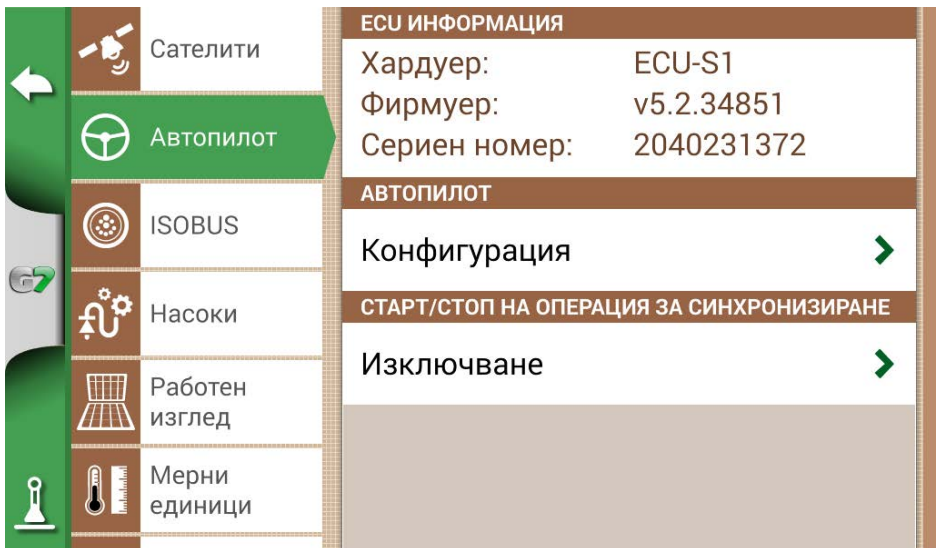 Сателити
Автопилот
ISOBUS
Насоки
Работен
изглед
Мерни
единици
G7
ECU ИНФОРМАЦИЯ
Хардуер: ECU-S1
Фирмуер: v5.2.34851
Сериен номер: 2040231372
АВТОПИЛОТ
Конфигурация
СТАРТ/СТОП НА ОПЕРАЦИЯ ЗА СИНХРОНИЗИРАНЕ
Изключване